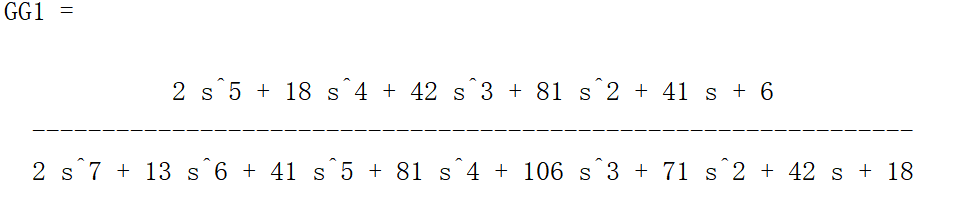 GG1 =
2 s^5 + 18 s^4 + 42 s^3 + 81 s^2 + 41 s + 6
---------------------------------------------------------------
2 s^7 + 13 s^6 + 41 s^5 + 81 s^4 + 106 s^3 + 71 s^2 + 42 s + 18